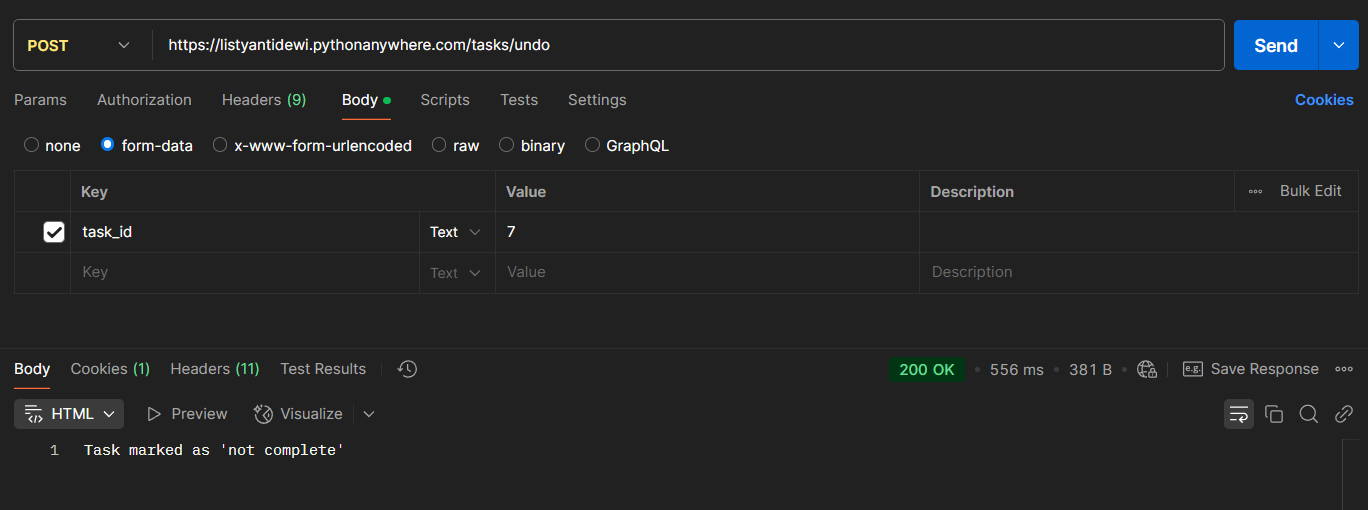 POST https://listyantidewi.pythonanywhere.com/tasks/undo Send
Params Authorization Headers (9) Body Scripts Tests Settings Cookies
none form-data x-www-form-urlencoded raw binary GraphQL
Key Value Description Bulk Edit
task_id Text 7
Key Text Value Description
Body Cookies (1) Headers (11) Test Results 200 OK 556 ms 381 B e.g. Save Response
HTML Preview Visualize
1 Task marked as 'not complete'